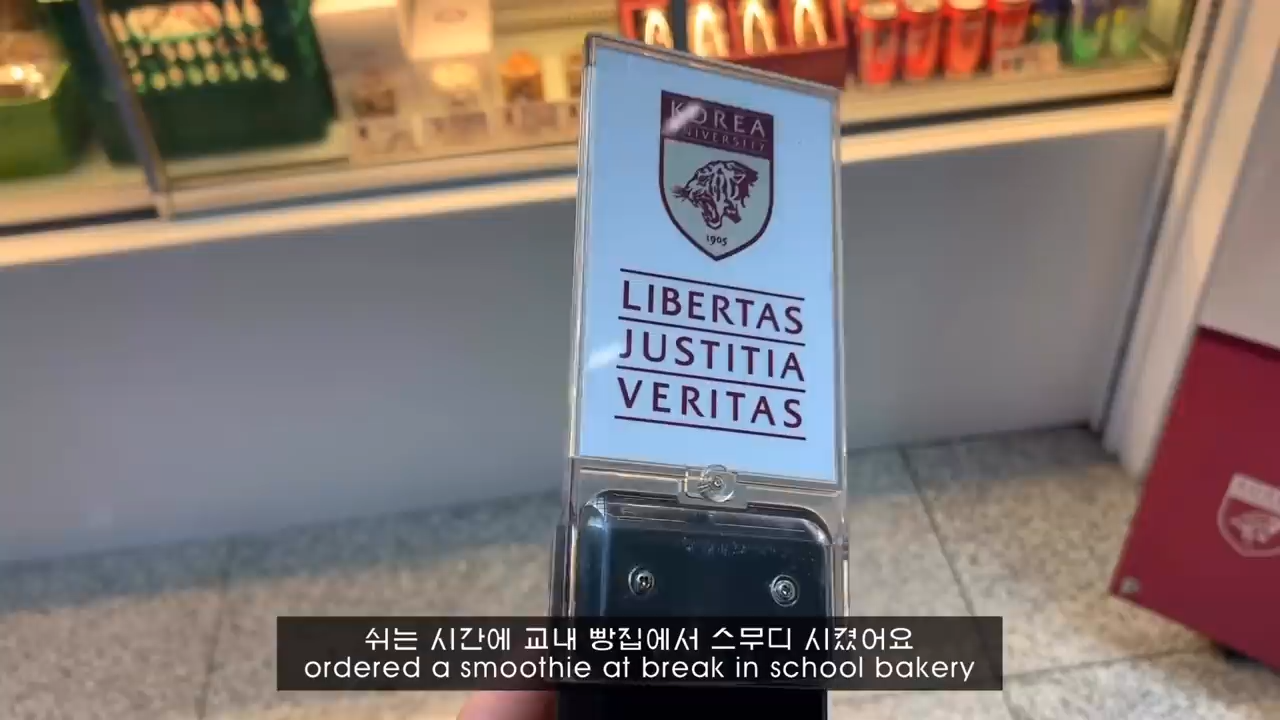 KOREA
UNIVERSITY
1905
LIBERTAS
JUSTITIA
VERITAS
쉬는 시간에 교내 빵집에서 스무디 시켰어요
ordered a smoothie at break in school bakery